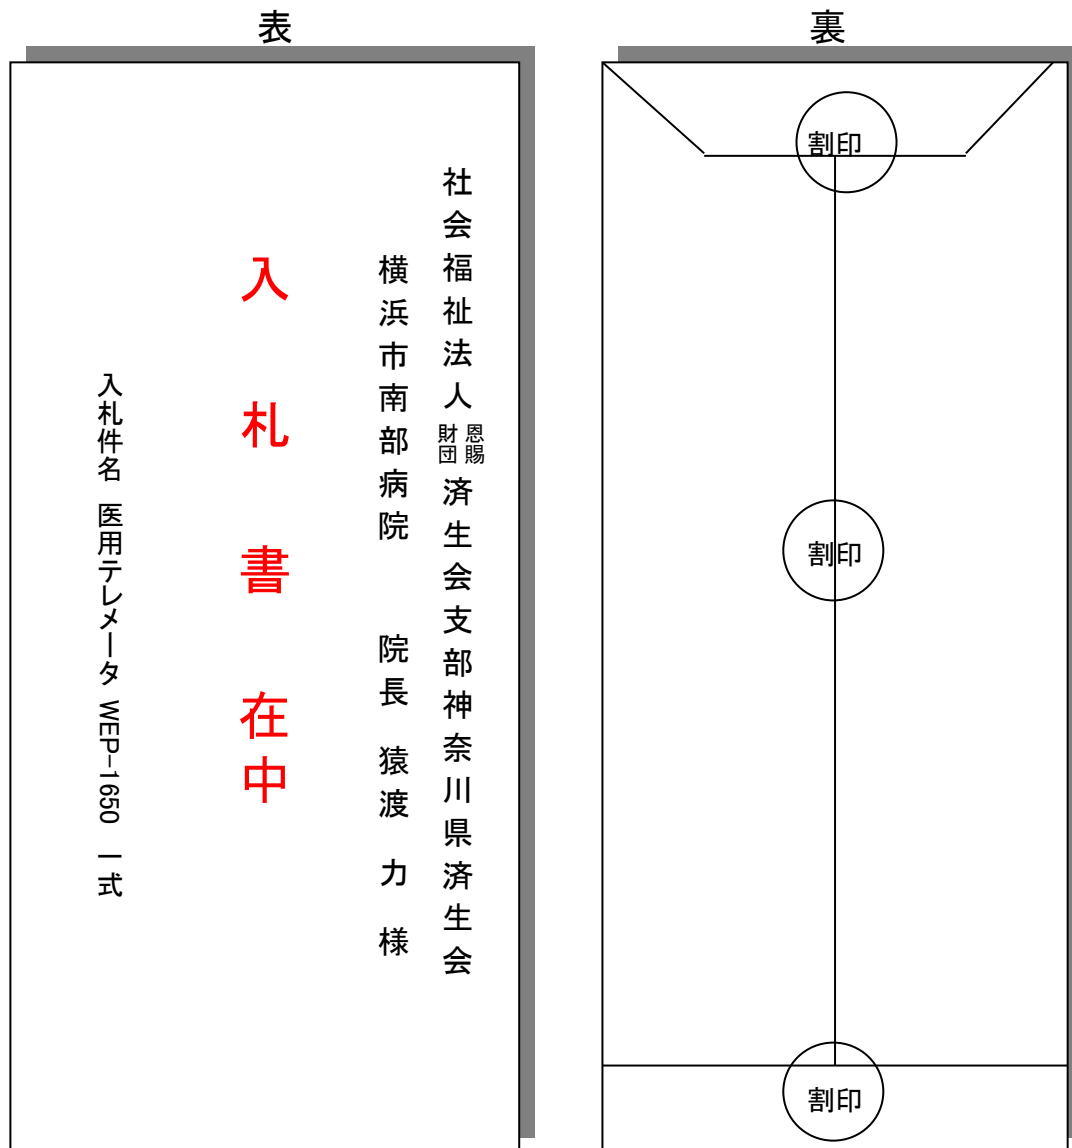 表
社会福祉法人恩賜財団済生会支部神奈川県済生会
横浜市南部病院　院長 猿渡 力 様
入札書在中
入札件名 医用テレメータ WEP-1650 一式
裏
割印
割印
割印